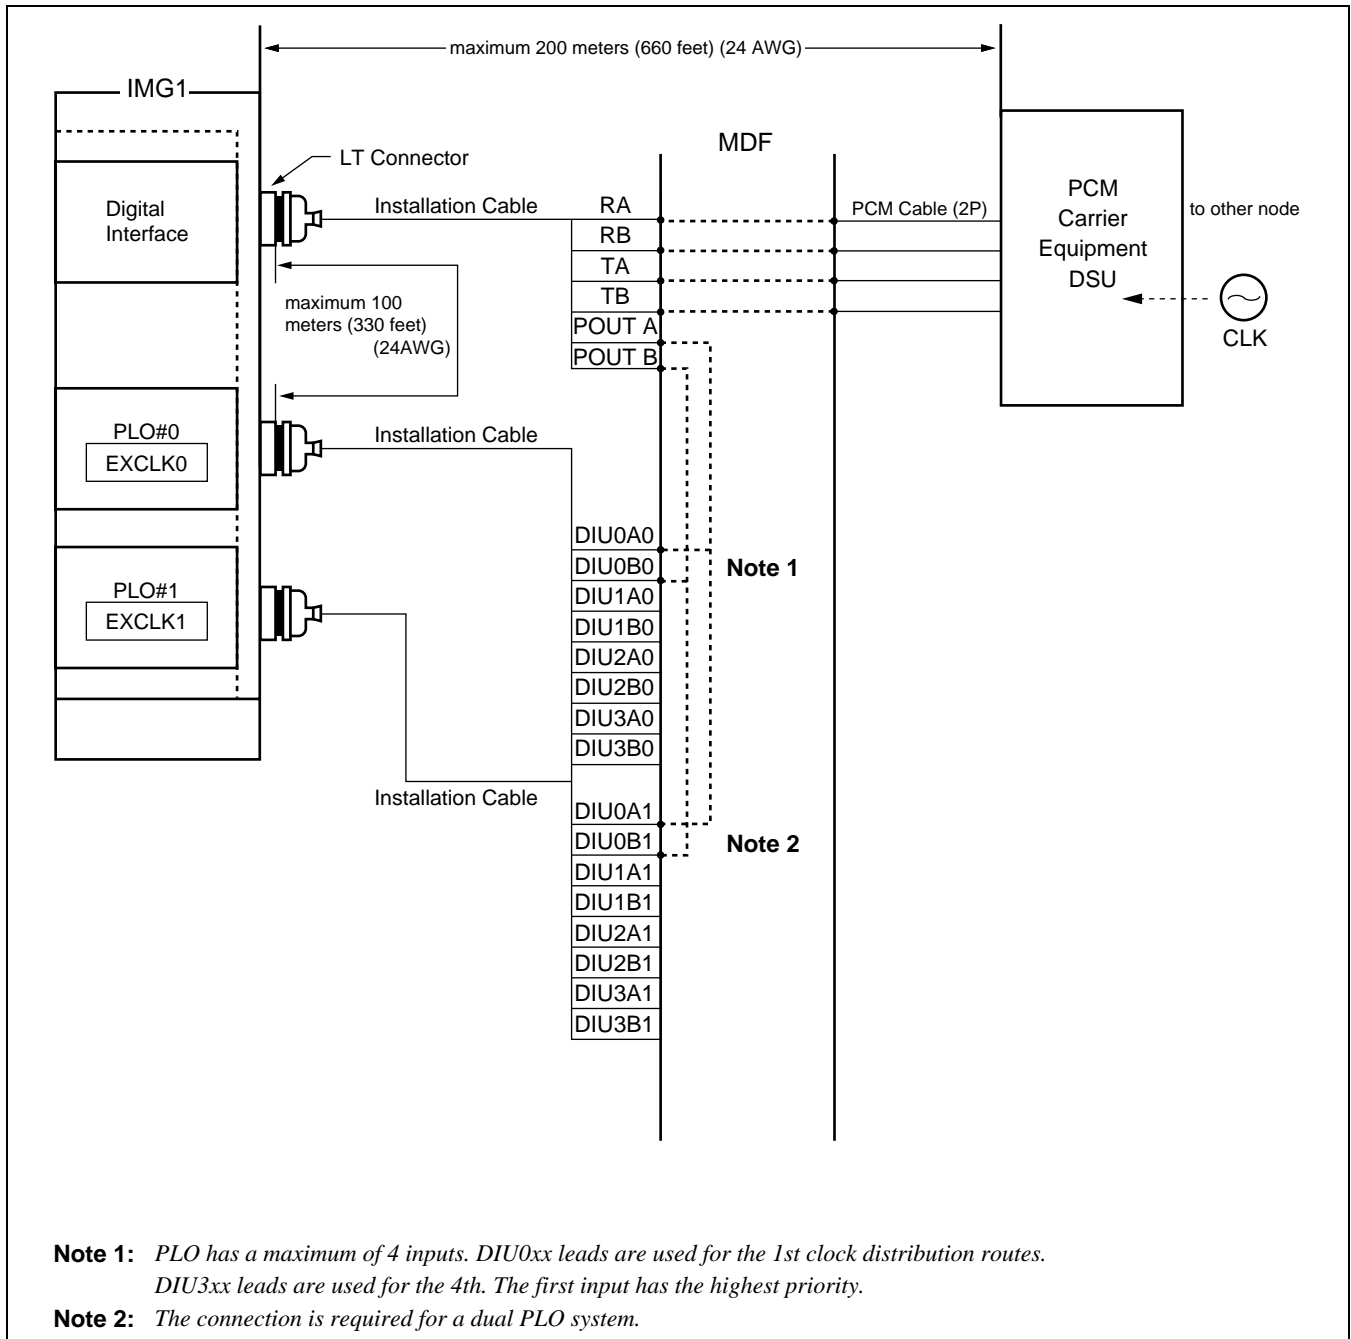 maximum 200 meters (660 feet) (24 AWG)
IMG1
MDF
LT Connector
Digital
Interface
Installation Cable
RA
RB
TA
TB
POUT A
POUT B
PCM Cable (2P)
PCM
Carrier
Equipment
DSU
to other node
CLK
maximum 100
meters (330 feet)
(24AWG)
PLO#0
EXCLK0
Installation Cable
PLO#1
EXCLK1
Installation Cable
DIU0A0
DIU0B0
DIU1A0
DIU1B0
DIU2A0
DIU2B0
DIU3A0
DIU3B0
Note 1
DIU0A1
DIU0B1
DIU1A1
DIU1B1
DIU2A1
DIU2B1
DIU3A1
DIU3B1
Note 2
Note 1: PLO has a maximum of 4 inputs. DIU0xx leads are used for the 1st clock distribution routes.
DIU3xx leads are used for the 4th. The first input has the highest priority.
Note 2: The connection is required for a dual PLO system.